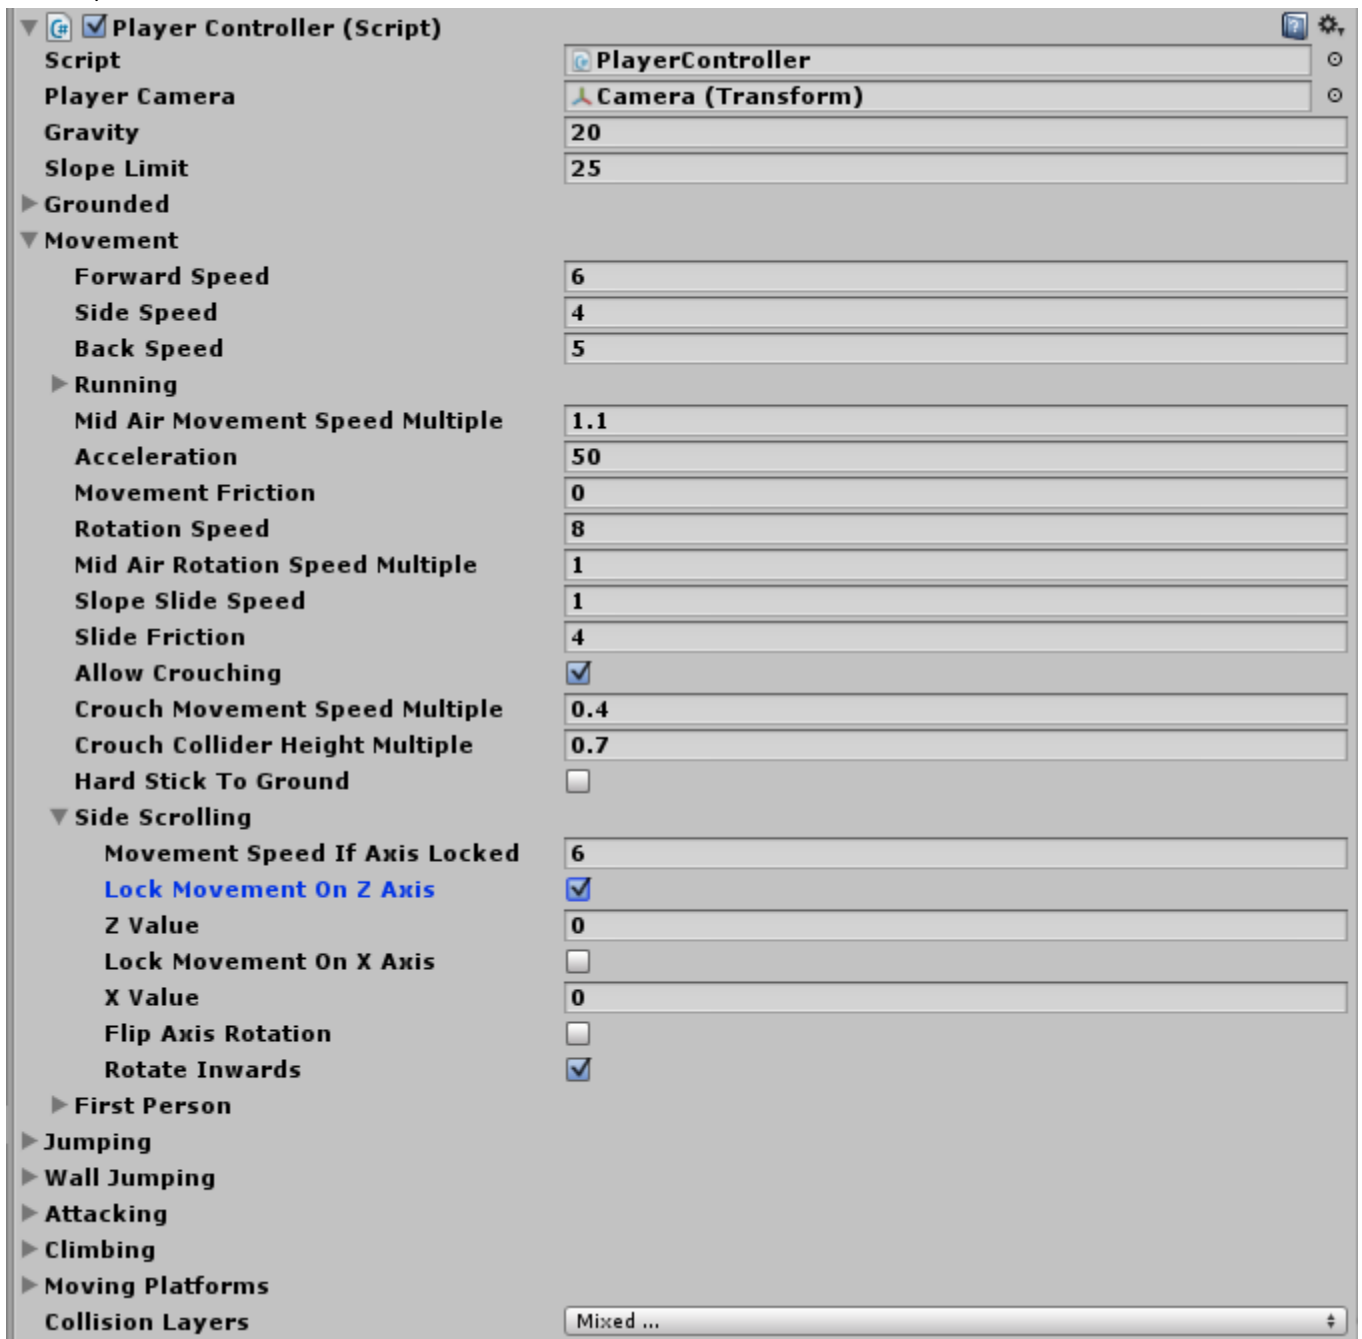 Player Controller (Script)
Script PlayerController
Player Camera Camera (Transform)
Gravity 20
Slope Limit 25
Grounded
Movement
Forward Speed 6
Side Speed 4
Back Speed 5
Running
Mid Air Movement Speed Multiple 1.1
Acceleration 50
Movement Friction 0
Rotation Speed 8
Mid Air Rotation Speed Multiple 1
Slope Slide Speed 1
Slide Friction 4
Allow Crouching
Crouch Movement Speed Multiple 0.4
Crouch Collider Height Multiple 0.7
Hard Stick To Ground
Side Scrolling
Movement Speed If Axis Locked 6
Lock Movement On Z Axis
Z Value 0
Lock Movement On X Axis
X Value 0
Flip Axis Rotation
Rotate Inwards
First Person
Jumping
Wall Jumping
Attacking
Climbing
Moving Platforms
Collision Layers Mixed ...